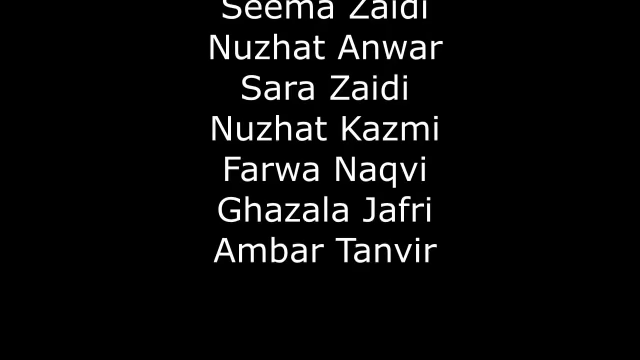 Seema Zaidi
Nuzhat Anwar
Sara Zaidi
Nuzhat Kazmi
Farwa Naqvi
Ghazala Jafri
Ambar Tanvir